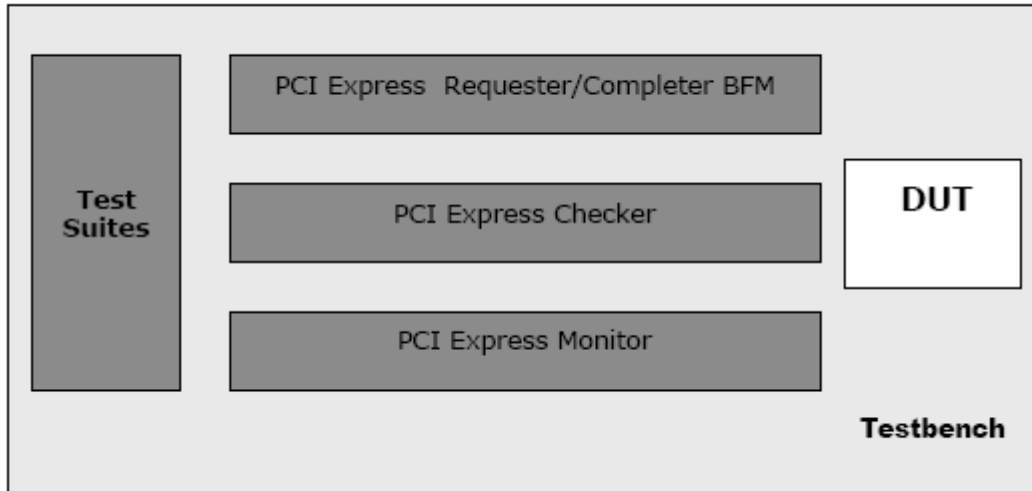 PCI Express Requester/Completer BFM
Test
Suites
PCI Express Checker
DUT
PCI Express Monitor
Testbench